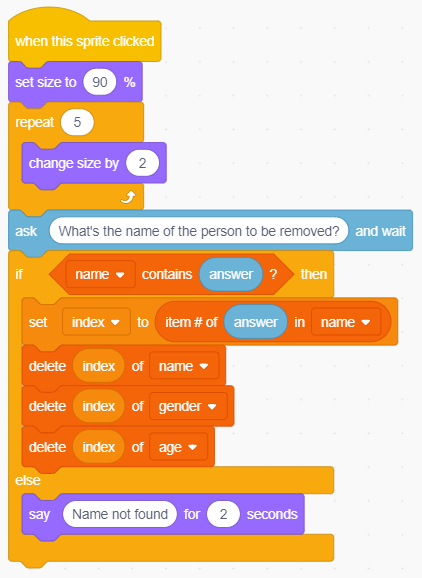 when this sprite clicked
set size to 90 %
repeat 5
change size by 2
ask What's the name of the person to be removed? and wait
if name contains answer ? then
set index to item # of answer in name
delete index of name
delete index of gender
delete index of age
else
say Name not found for 2 seconds